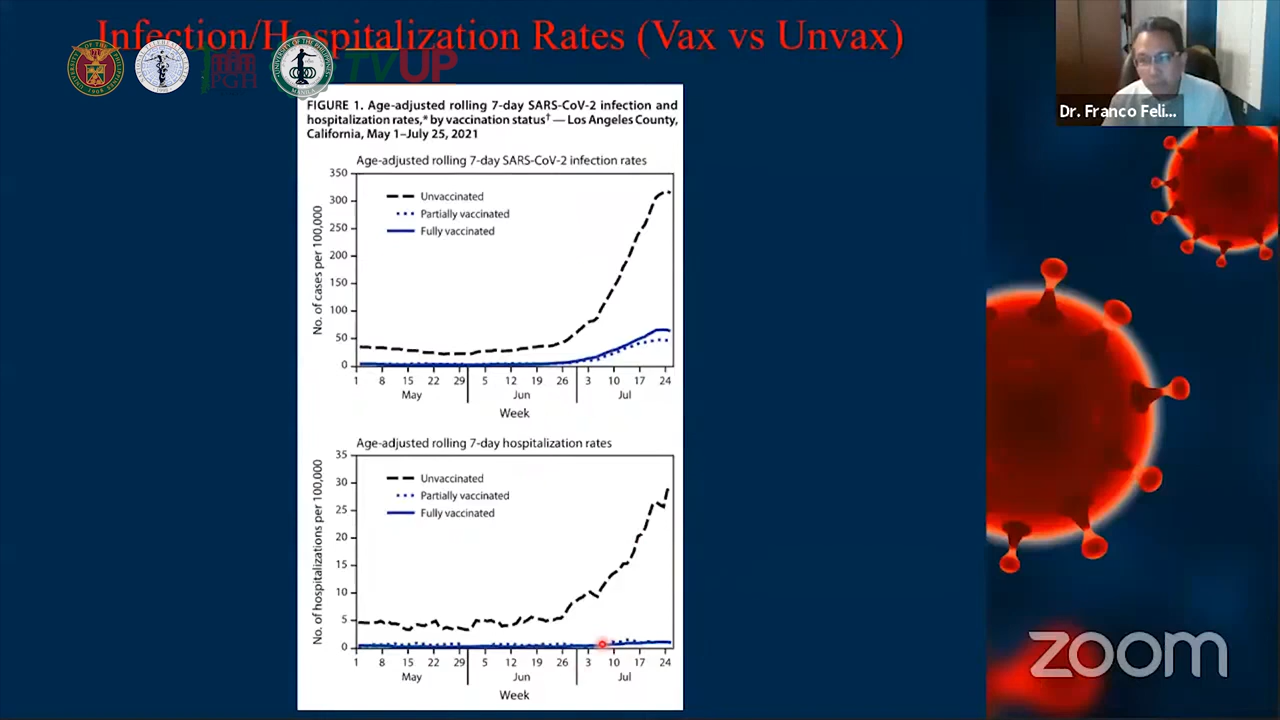 Infection/Hospitalization Rates (Vax vs Unvax)
PGH
TVUP
Dr. Franco Feli...
FIGURE 1. Age-adjusted rolling 7-day SARS-CoV-2 infection and
hospitalization rates,* by vaccination status† — Los Angeles County,
California, May 1–July 25, 2021
Age-adjusted rolling 7-day SARS-CoV-2 infection rates
No. of cases per 100,000
350
300
250
200
150
100
50
0
Unvaccinated
Partially vaccinated
Fully vaccinated
1 8 15 22 29 5 12 19 26 3 10 17 24
May Jun Jul
Week
Age-adjusted rolling 7-day hospitalization rates
No. of hospitalizations per 100,000
35
30
25
20
15
10
5
0
Unvaccinated
Partially vaccinated
Fully vaccinated
1 8 15 22 29 5 12 19 26 3 10 17 24
May Jun Jul
Week
zoom